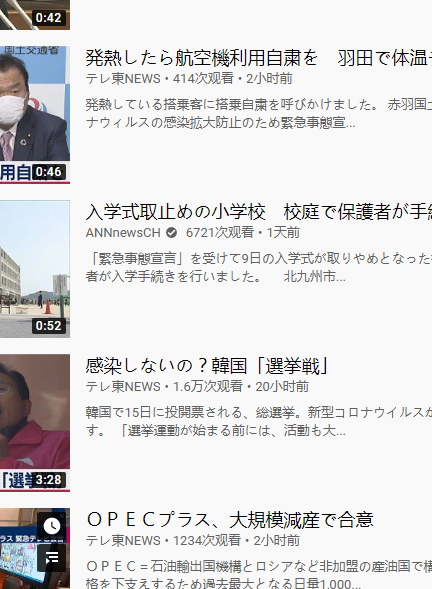 0:42
国土交通省
発熱したら航空機利用自粛を　羽田で体温
テレ東NEWS・414次观看・2小时前
発熱している搭乗客に搭乗自粛を呼びかけました。 赤羽国土
ナウィルスの感染拡大防止のため緊急事態宣...
用自
0:46
入学式取止めの小学校　校庭で保護者が手続
ANNnewsCH 6721次观看・1天前
「緊急事態宣言」を受けて9日の入学式が取りやめとなった
者が入学手続きを行いました。　北九州市...
0:52
感染しないの？韓国「選挙戦」
テレ東NEWS・1.6万次观看・20小时前
韓国で15日に投開票される、総選挙。新型コロナウイルスが
す。「選挙運動が始まる前には、活動も大...
「選挙
3:28
ＯＰＥＣプラス、大規模減産で合意
テレ東NEWS・1234次观看・2小时前
ＯＰＥＣ＝石油輸出国機構とロシアなど非加盟の産油国で構
格を下支えするため過去最大となる日量1,000...
ラス 緊急テレビ